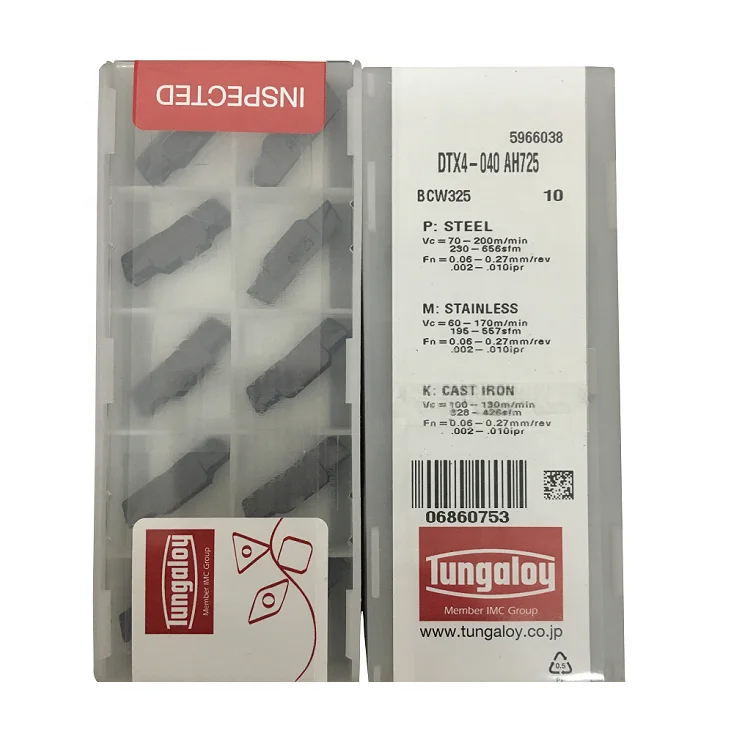 INSPECTED
Tungaloy
Member IMC Group
5966038
DTX4-040 AH725
BCW325 10
P: STEEL
Vc=70-200m/min
230-656sfm
Fn=0.06-0.27mm/rev
.002-.010ipr
M: STAINLESS
Vc=60-170m/min
195-557sfm
Fn=0.06-0.27mm/rev
.002-.010ipr
K: CAST IRON
Vc=100-130m/min
328-426sfm
Fn=0.06-0.27mm/rev
.002-.010ipr
06860753
Tungaloy
Member IMC Group
www.tungaloy.co.jp
0.5